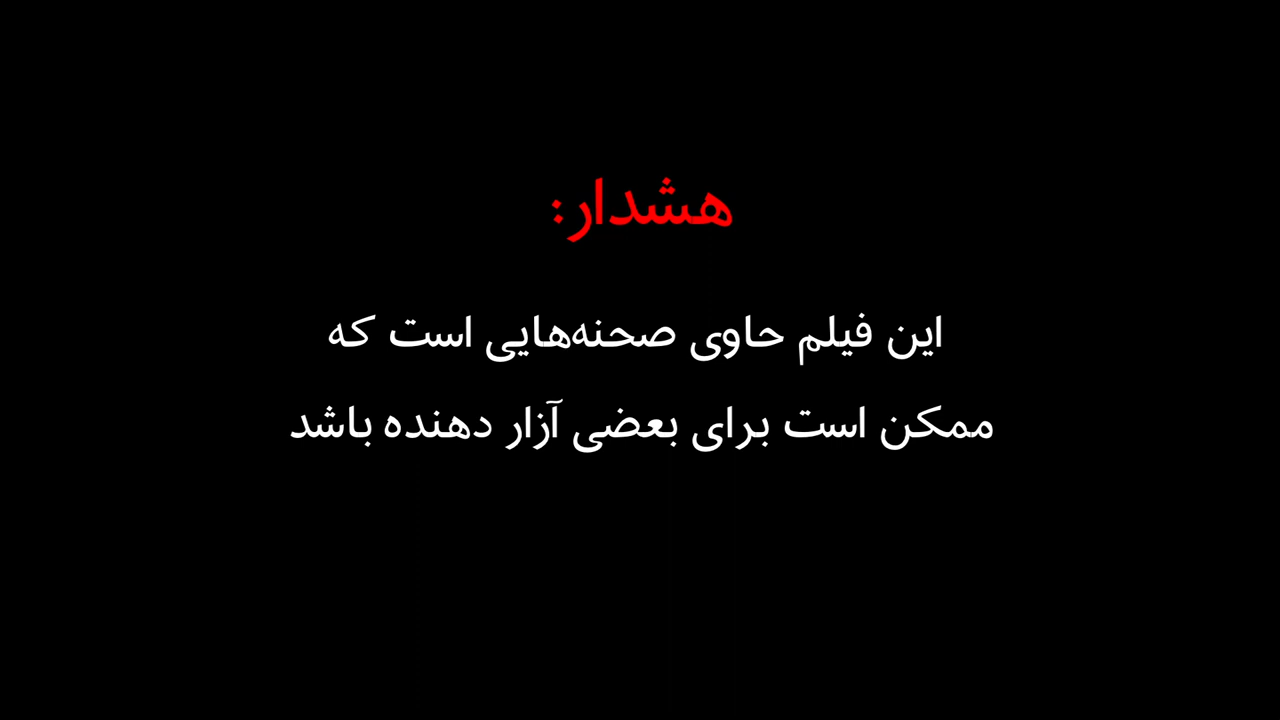 هشدار:
این فیلم حاوی صحنه‌هایی است که
ممکن است برای بعضی آزار دهنده باشد